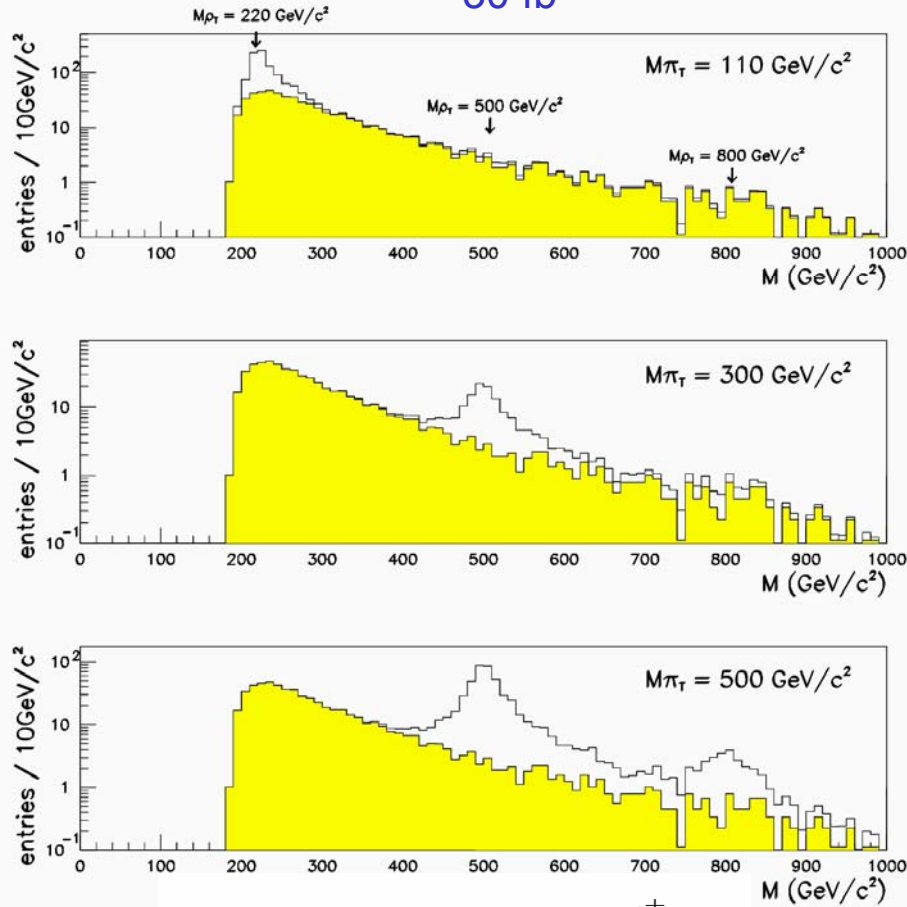 Mρ_T = 220 GeV/c²
Mπ_T = 110 GeV/c²
Mρ_T = 500 GeV/c²
Mρ_T = 800 GeV/c²
entries / 10GeV/c²
10²
10
1
10⁻¹
0 100 200 300 400 500 600 700 800 900 1000
M (GeV/c²)
Mπ_T = 300 GeV/c²
entries / 10GeV/c²
10
1
10⁻¹
0 100 200 300 400 500 600 700 800 900 1000
M (GeV/c²)
Mπ_T = 500 GeV/c²
entries / 10GeV/c²
10²
10
1
10⁻¹
0 100 200 300 400 500 600 700 800 900 1000
M (GeV/c²)